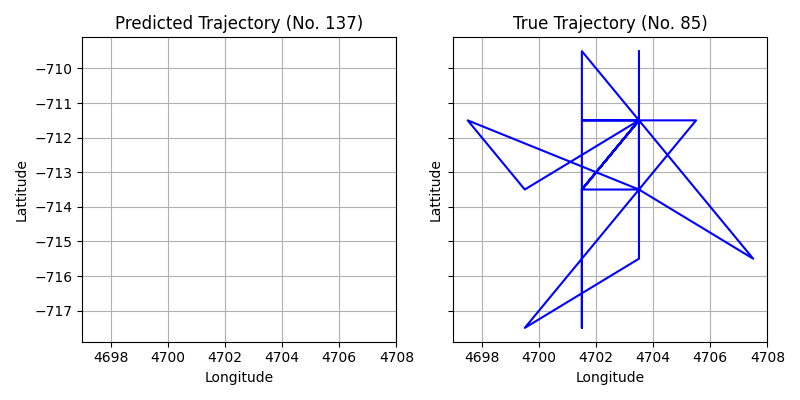 Predicted Trajectory (No. 137)
−710
−711
−712
−713
−714
−715
−716
−717
Lattitude
4698 4700 4702 4704 4706 4708
Longitude
True Trajectory (No. 85)
Lattitude
4698 4700 4702 4704 4706 4708
Longitude